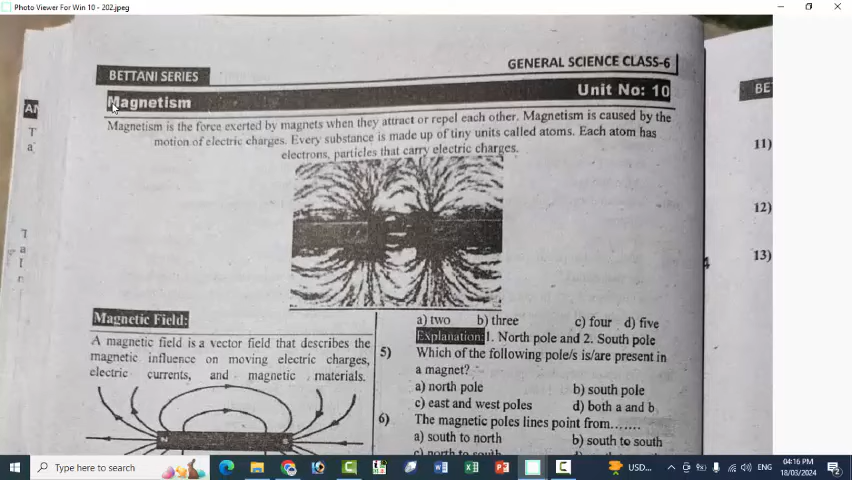 Photo Viewer For Win 10 - 202.jpeg
BETTANI SERIES
GENERAL SCIENCE CLASS-6
Magnetism
Unit No: 10
Magnetism is the force exerted by magnets when they attract or repel each other. Magnetism is caused by the
motion of electric charges. Every substance is made up of tiny units called atoms. Each atom has
electrons, particles that carry electric charges.
Magnetic Field:
A magnetic field is a vector field that describes the
magnetic influence on moving electric charges,
electric currents, and magnetic materials.
a) two b) three c) four d) five
Explanation: 1. North pole and 2. South pole
5) Which of the following pole/s is/are present in
a magnet?
a) north pole b) south pole
c) east and west poles d) both a and b
6) The magnetic poles lines point from.......
a) south to north b) south to south
c) north to south
BE
11)
12)
13)
Type here to search
USD...
ENG
04:16 PM
18/03/2024